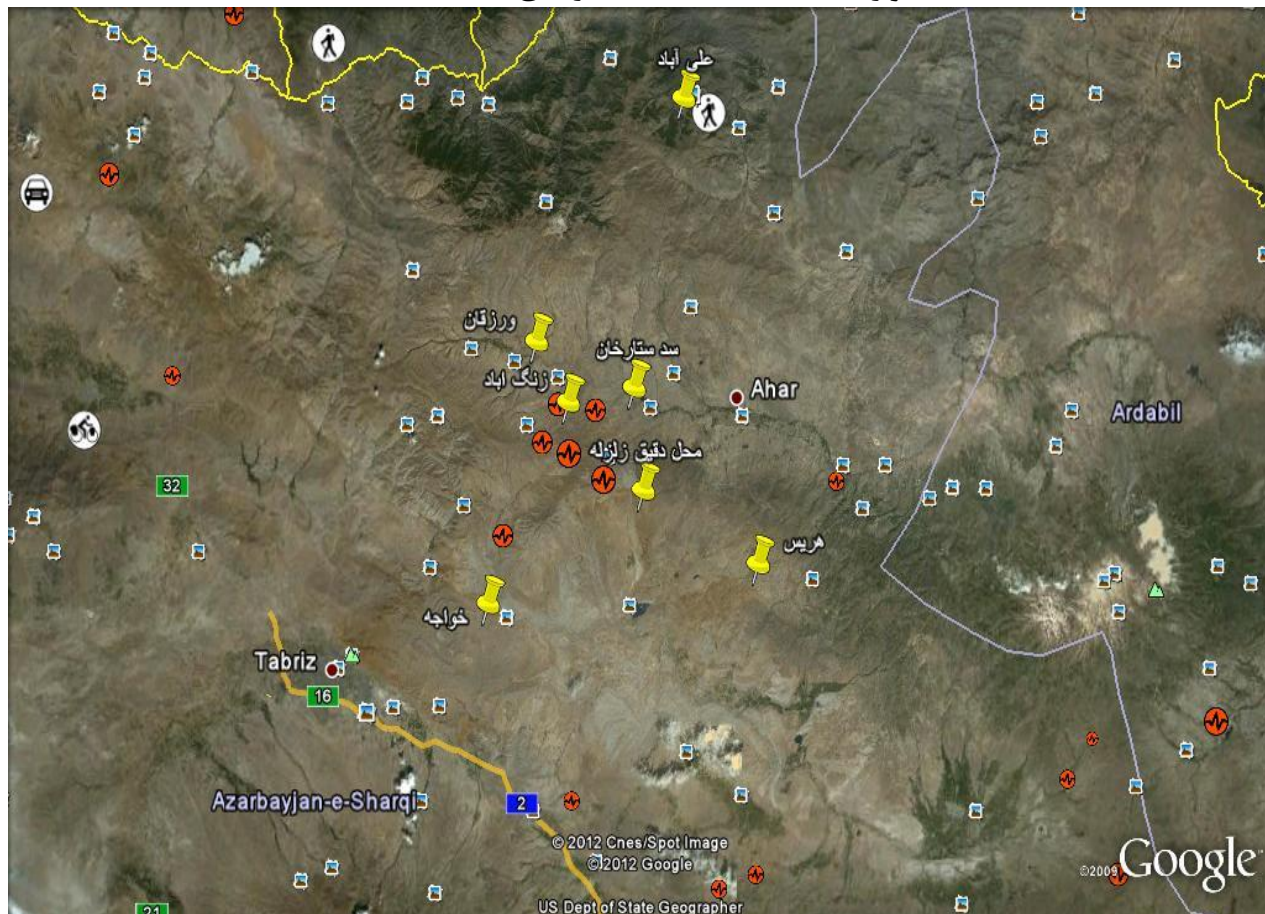 علی آباد
ورزقان
سد ستارخان
زنگ اباد
Ahar
Ardabil
محل دقیق زلزله
32
هریس
خواجه
Tabriz
16
Azarbayjan-e-Sharqi
2
© 2012 Cnes/Spot Image
© 2012 Google
©2009 Google
US Dept of State Geographer
21